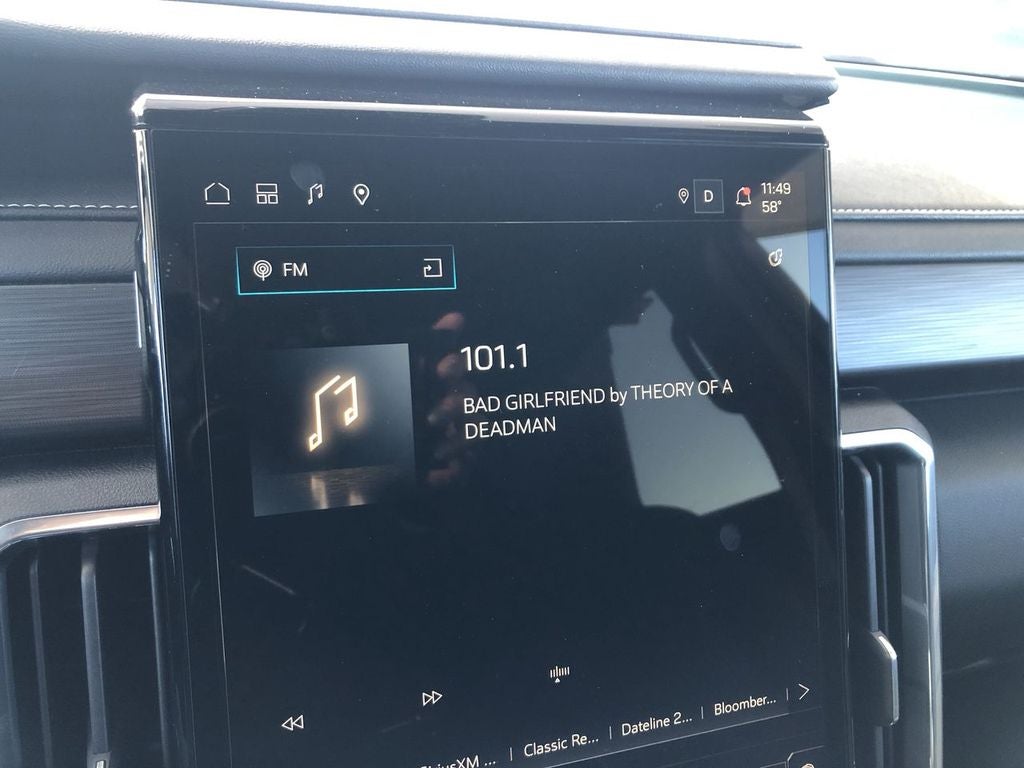 D
11:49
58°
FM
101.1
BAD GIRLFRIEND by THEORY OF A
DEADMAN
Classic Re...
Dateline 2...
Bloomber...